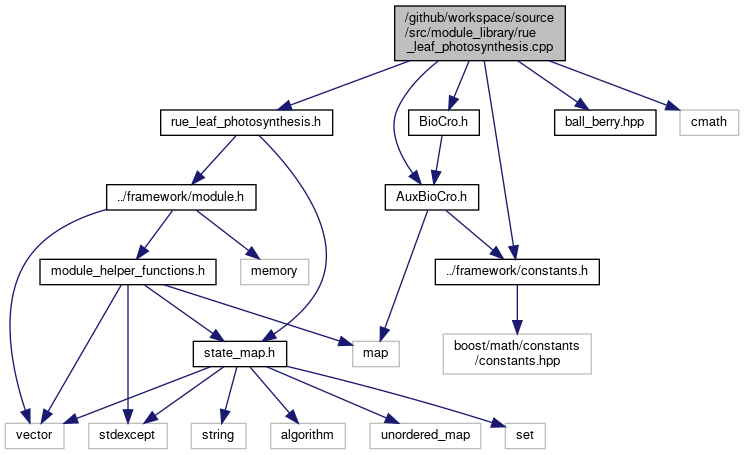 /github/workspace/source
/src/module_library/rue
_leaf_photosynthesis.cpp
rue_leaf_photosynthesis.h
BioCro.h
ball_berry.hpp
cmath
../framework/module.h
AuxBioCro.h
module_helper_functions.h
memory
../framework/constants.h
state_map.h
map
boost/math/constants
/constants.hpp
vector
stdexcept
string
algorithm
unordered_map
set